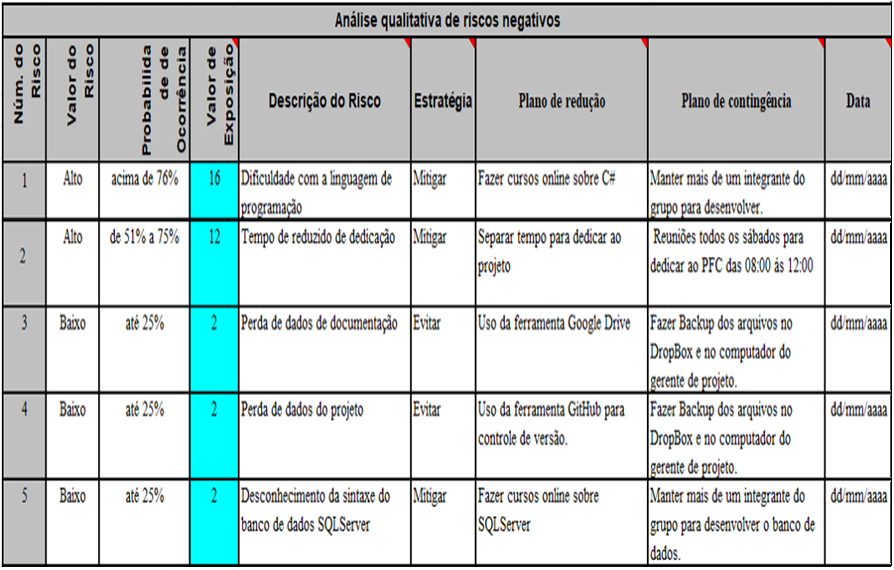 Análise qualitativa de riscos negativos
Núm. do Risco
Valor do Risco
Probabilida de de Ocorrência
Valor de Exposição
Descrição do Risco
Estratégia
Plano de redução
Plano de contingência
Data
1
Alto
acima de 76%
16
Dificuldade com a linguagem de
programação
Mitigar
Fazer cursos online sobre C#
Manter mais de um integrante do
grupo para desenvolver.
dd/mm/aaaa
2
Alto
de 51% a 75%
12
Tempo de reduzido de dedicação
Mitigar
Separar tempo para dedicar ao
projeto
Reuniões todos os sábados para
dedicar ao PFC das 08:00 ás 12:00
dd/mm/aaaa
3
Baixo
até 25%
2
Perda de dados de documentação
Evitar
Uso da ferramenta Google Drive
Fazer Backup dos arquivos no
DropBox e no computador do
gerente de projeto.
dd/mm/aaaa
4
Baixo
até 25%
2
Perda de dados do projeto
Evitar
Uso da ferramenta GitHub para
controle de versão.
Fazer Backup dos arquivos no
DropBox e no computador do
gerente de projeto.
dd/mm/aaaa
5
Baixo
até 25%
2
Desconhecimento da sintaxe do
banco de dados SQLServer
Mitigar
Fazer cursos online sobre
SQLServer
Manter mais de um integrante do
grupo para desenvolver o banco de
dados.
dd/mm/aaaa